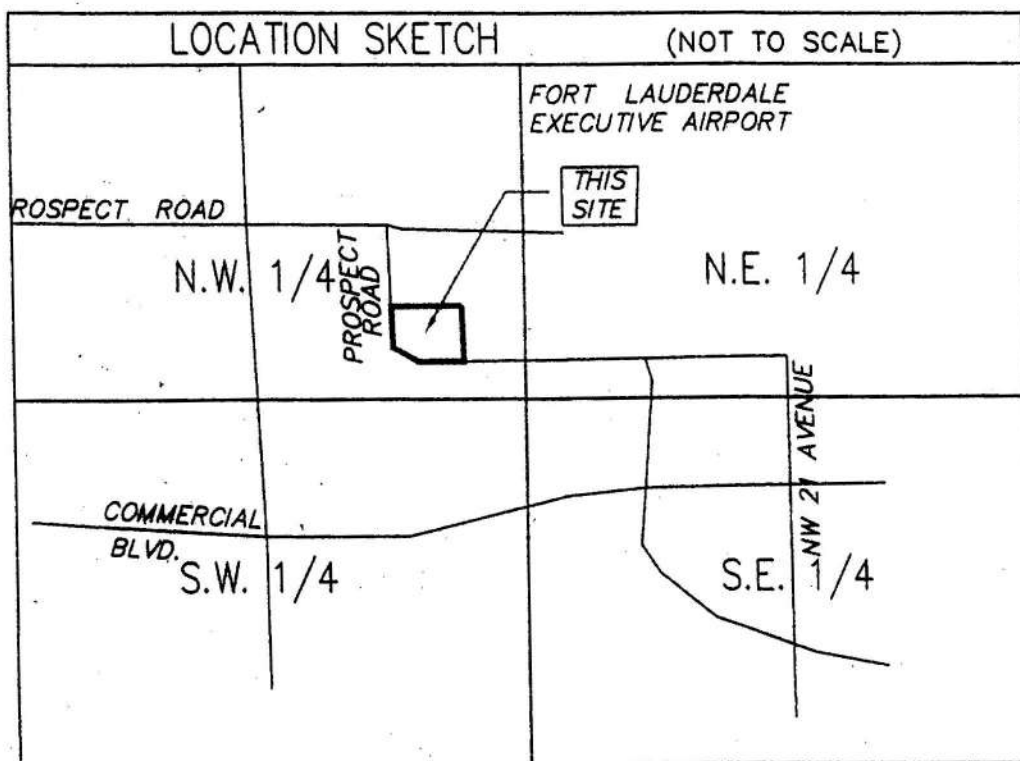 LOCATION SKETCH (NOT TO SCALE)
FORT LAUDERDALE
EXECUTIVE AIRPORT
THIS
SITE
ROSPECT ROAD
N.W. 1/4
PROSPECT
ROAD
N.E. 1/4
NW 21 AVENUE
COMMERCIAL
BLVD.
S.W. 1/4
S.E. 1/4